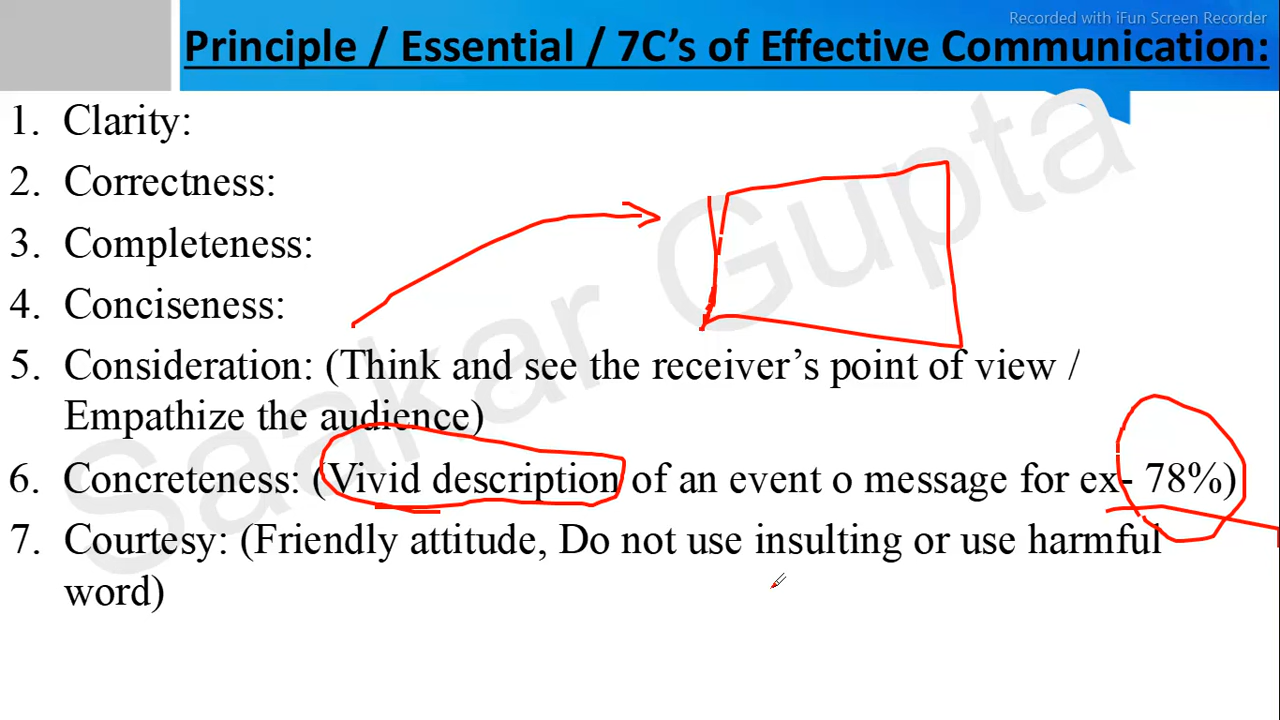 Recorded with iFun Screen Recorder
Principle / Essential / 7C's of Effective Communication:
1. Clarity:
2. Correctness:
3. Completeness:
4. Conciseness:
5. Consideration: (Think and see the receiver's point of view /
Empathize the audience)
6. Concreteness: (Vivid description of an event o message for ex- 78%)
7. Courtesy: (Friendly attitude, Do not use insulting or use harmful
word)
Saakar Gupta